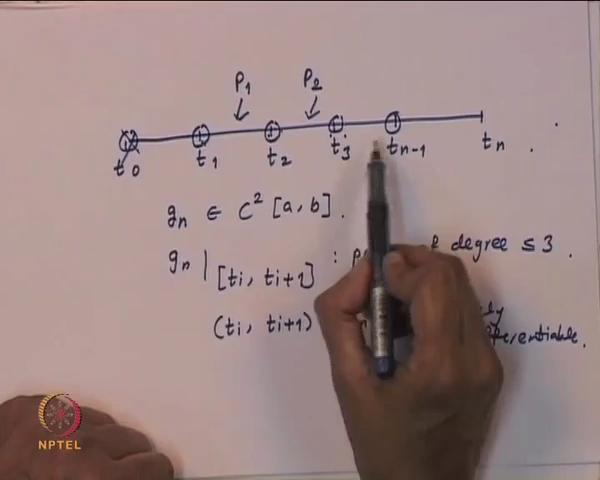 P1 P2
t0 t1 t2 t3 tn-1 tn
gn ∈ C² [a, b].
gn | [ti, ti+1] : degree ≤ 3.
(ti, ti+1)
NPTEL